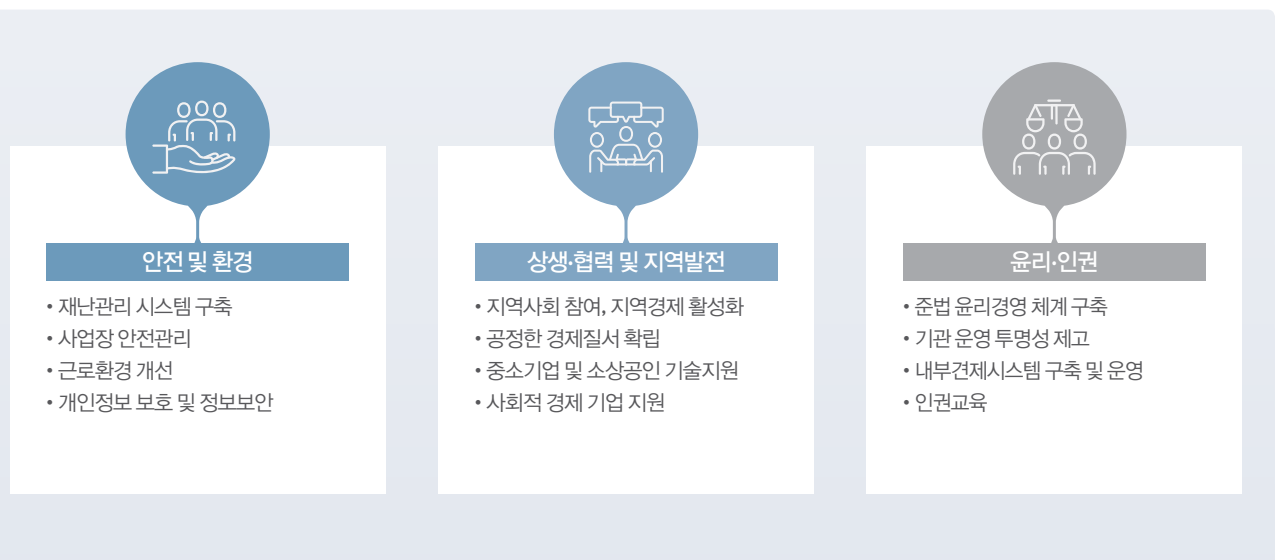 안전 및 환경
• 재난관리 시스템 구축
• 사업장 안전관리
• 근로환경 개선
• 개인정보 보호 및 정보보안
상생·협력 및 지역발전
• 지역사회 참여, 지역경제 활성화
• 공정한 경제질서 확립
• 중소기업 및 소상공인 기술지원
• 사회적 경제 기업 지원
윤리·인권
• 준법 윤리경영 체계 구축
• 기관 운영 투명성 제고
• 내부견제시스템 구축 및 운영
• 인권교육